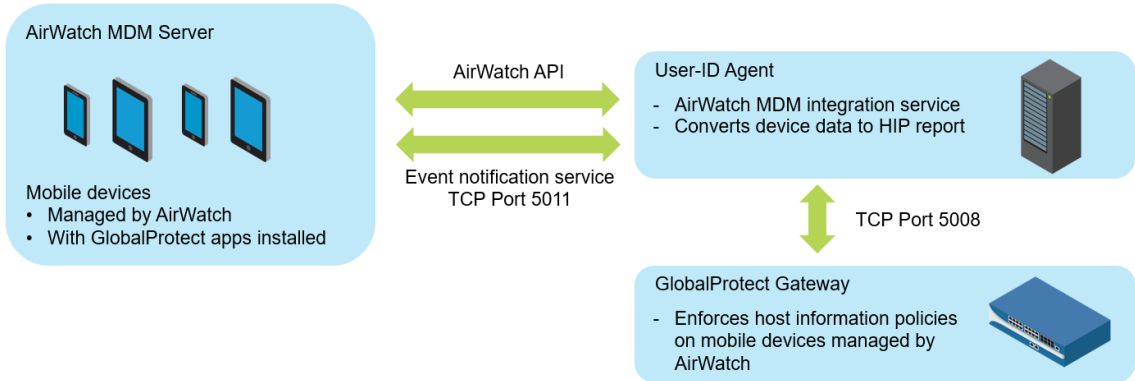 AirWatch MDM Server
Mobile devices
• Managed by AirWatch
• With GlobalProtect apps installed
AirWatch API
Event notification service
TCP Port 5011
User-ID Agent
- AirWatch MDM integration service
- Converts device data to HIP report
TCP Port 5008
GlobalProtect Gateway
- Enforces host information policies
on mobile devices managed by
AirWatch